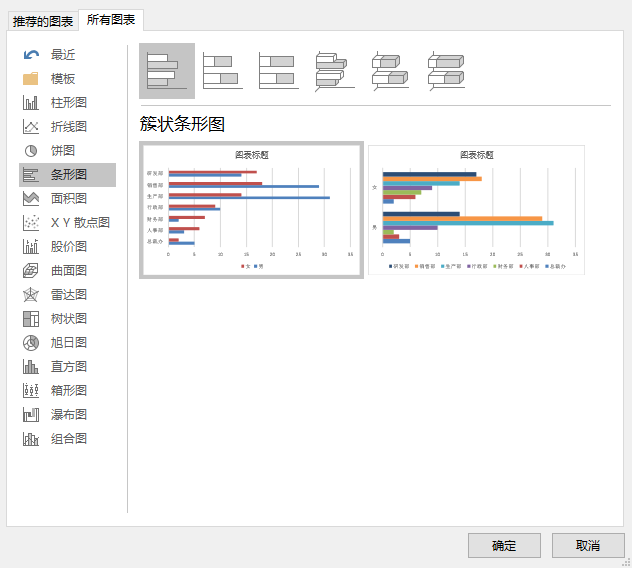 推荐的图表
所有图表
最近
模板
柱形图
折线图
饼图
条形图
面积图
X Y 散点图
股价图
曲面图
雷达图
树状图
旭日图
直方图
箱形图
瀑布图
组合图
簇状条形图
图表标题
研发部
销售部
生产部
行政部
财务部
人事部
总裁办
0 5 10 15 20 25 30 35
女 男
图表标题
女
男
0 5 10 15 20 25 30 35
研发部 销售部 生产部 行政部 财务部 人事部 总裁办
确定
取消